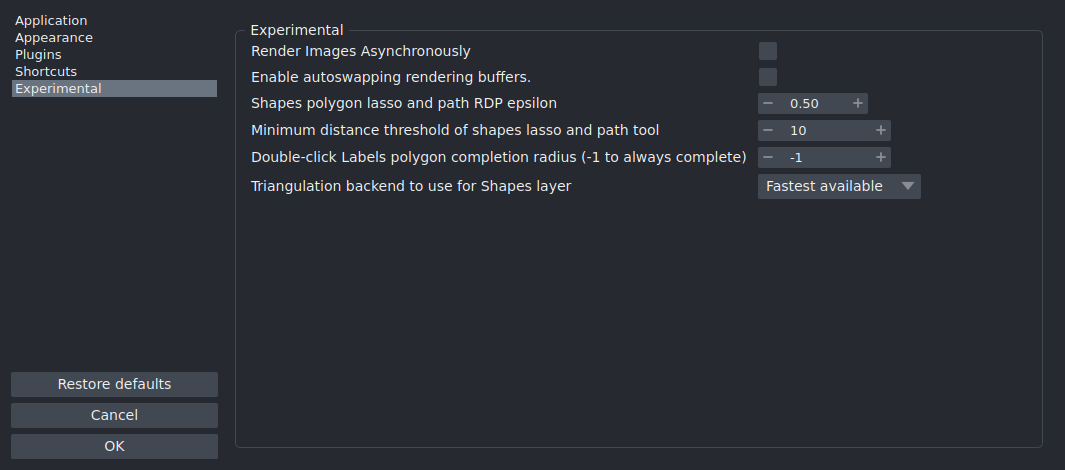 Application
Appearance
Plugins
Shortcuts
Experimental
Experimental
Render Images Asynchronously
Enable autoswapping rendering buffers.
Shapes polygon lasso and path RDP epsilon − 0.50 +
Minimum distance threshold of shapes lasso and path tool − 10 +
Double-click Labels polygon completion radius (-1 to always complete) − -1 +
Triangulation backend to use for Shapes layer Fastest available
Restore defaults
Cancel
OK